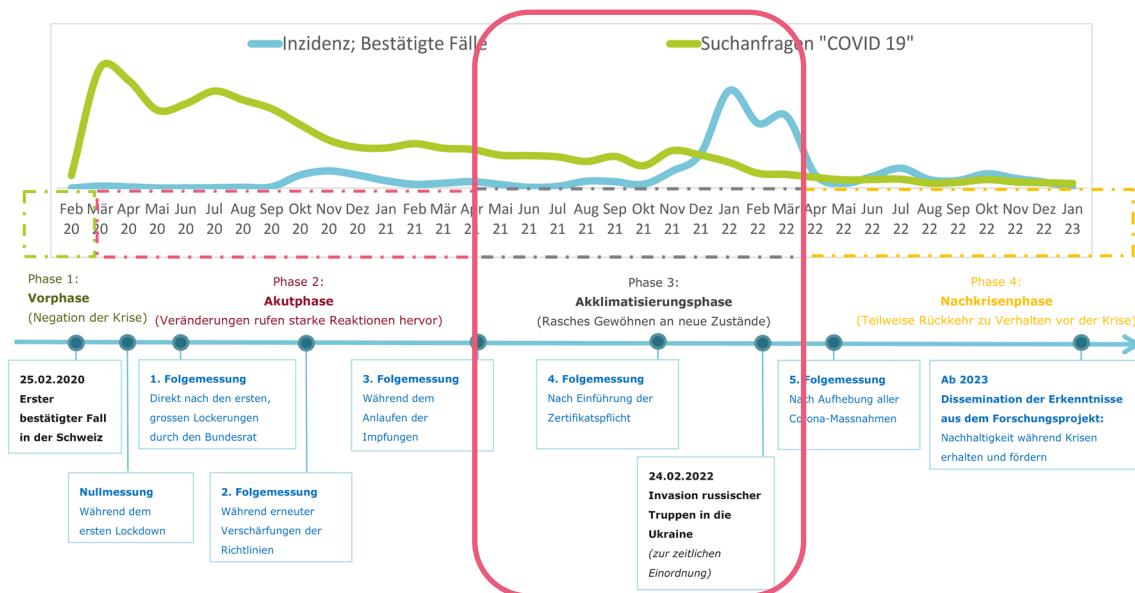 Inzidenz; Bestätigte Fälle
Suchanfragen "COVID 19"
Feb Mär Apr Mai Jun Jul Aug Sep Okt Nov Dez Jan Feb Mär Apr Mai Jun Jul Aug Sep Okt Nov Dez Jan Feb Mär Apr Mai Jun Jul Aug Sep Okt Nov Dez Jan
20 20 20 20 20 20 20 20 20 20 20 21 21 21 21 21 21 21 21 21 21 21 21 22 22 22 22 22 22 22 22 22 22 22 22 23
Phase 1:
Vorphase
(Negation der Krise)
Phase 2:
Akutphase
(Veränderungen rufen starke Reaktionen hervor)
Phase 3:
Akklimatisierungsphase
(Rasches Gewöhnen an neue Zustände)
Phase 4:
Nachkrisenphase
(Teilweise Rückkehr zu Verhalten vor der Krise)
25.02.2020
Erster
bestätigter Fall
in der Schweiz
1. Folgemessung
Direkt nach den ersten,
grossen Lockerungen
durch den Bundesrat
3. Folgemessung
Während dem
Anlaufen der
Impfungen
4. Folgemessung
Nach Einführung der
Zertifikatspflicht
5. Folgemessung
Nach Aufhebung aller
Corona-Massnahmen
Ab 2023
Dissemination der Erkenntnisse
aus dem Forschungsprojekt:
Nachhaltigkeit während Krisen
erhalten und fördern
Nullmessung
Während dem
ersten Lockdown
2. Folgemessung
Während erneuter
Verschärfungen der
Richtlinien
24.02.2022
Invasion russischer
Truppen in die
Ukraine
(zur zeitlichen
Einordnung)